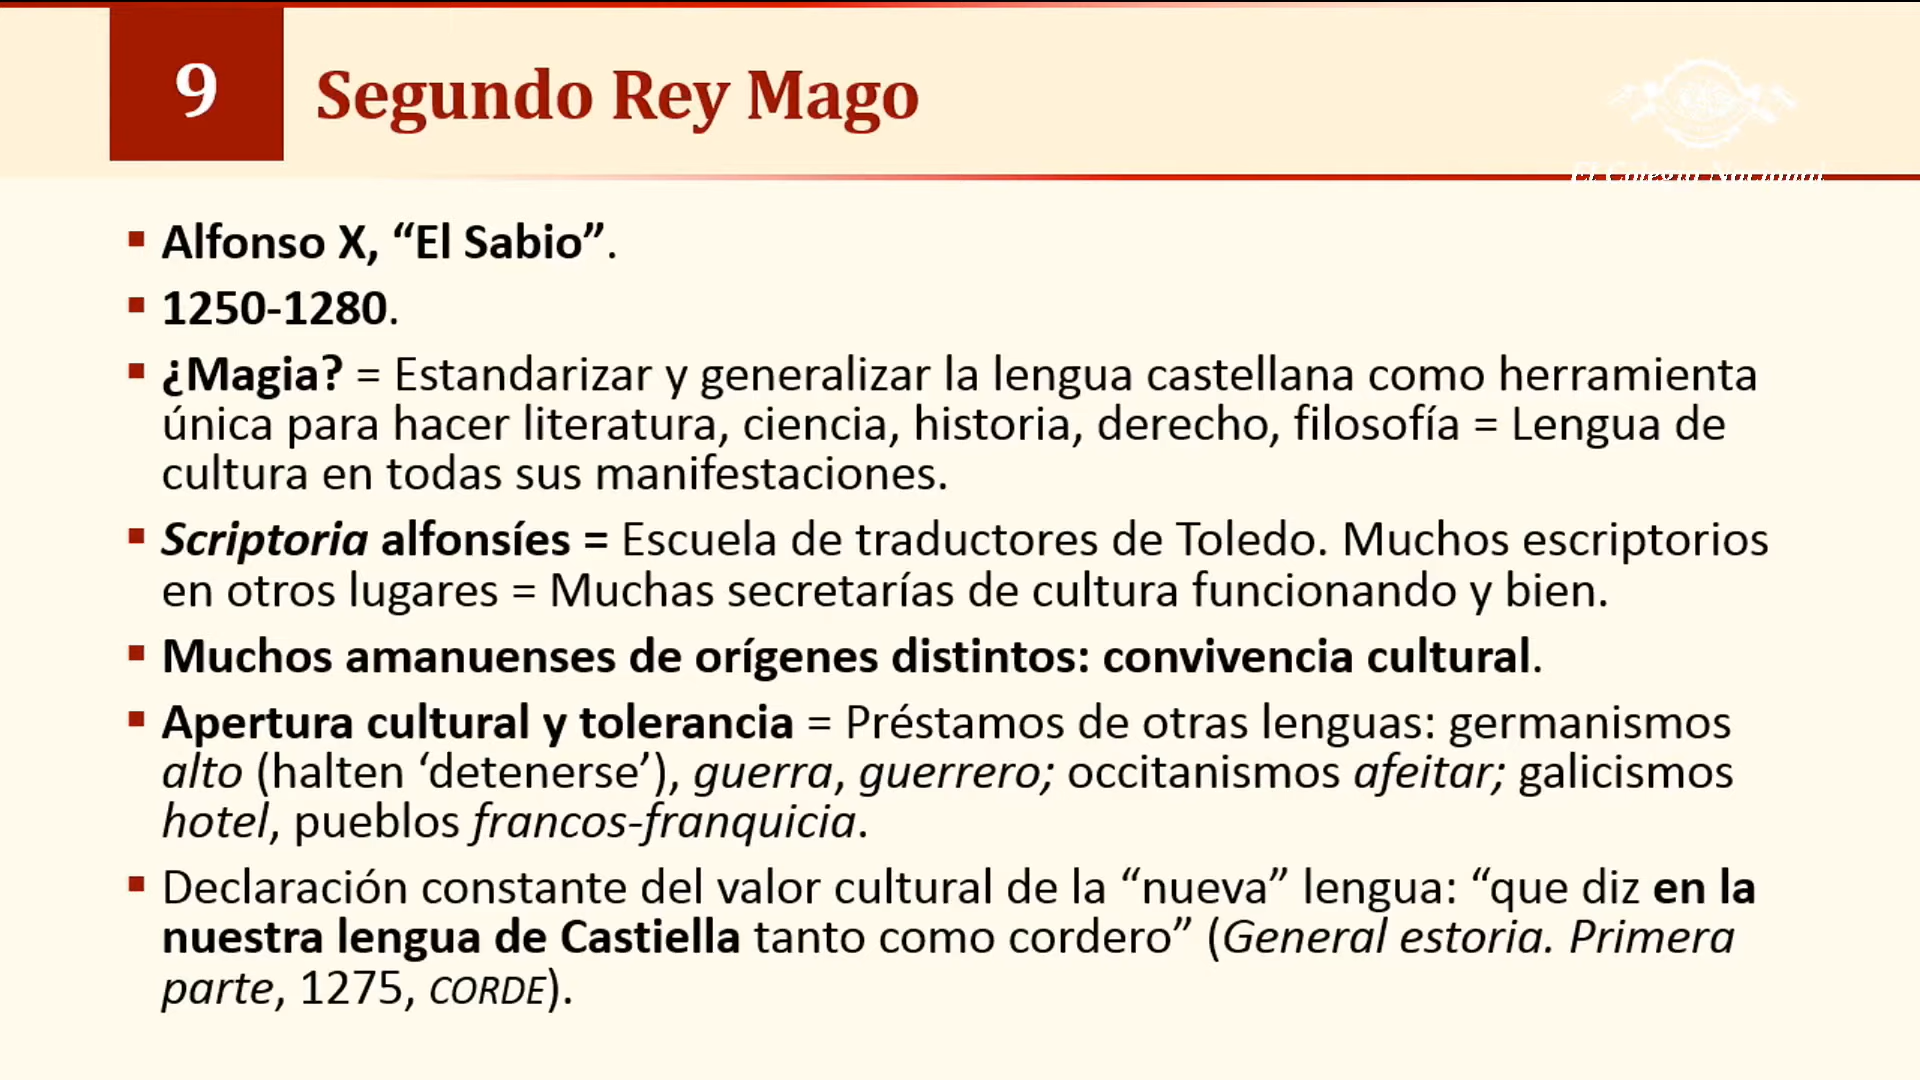 9
Segundo Rey Mago
El Colegio Nacional
▪ Alfonso X, “El Sabio”.
▪ 1250-1280.
▪ ¿Magia? = Estandarizar y generalizar la lengua castellana como herramienta
única para hacer literatura, ciencia, historia, derecho, filosofía = Lengua de
cultura en todas sus manifestaciones.
▪ Scriptoria alfonsíes = Escuela de traductores de Toledo. Muchos escriptorios
en otros lugares = Muchas secretarías de cultura funcionando y bien.
▪ Muchos amanuenses de orígenes distintos: convivencia cultural.
▪ Apertura cultural y tolerancia = Préstamos de otras lenguas: germanismos
alto (halten ‘detenerse’), guerra, guerrero; occitanismos afeitar; galicismos
hotel, pueblos francos-franquicia.
▪ Declaración constante del valor cultural de la “nueva” lengua: “que diz en la
nuestra lengua de Castiella tanto como cordero” (General estoria. Primera
parte, 1275, CORDE).